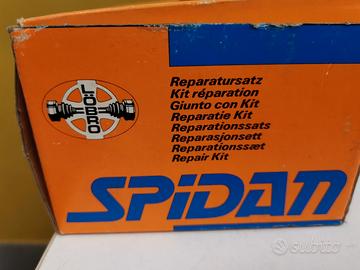 LÖBRO
Reparatursatz
Kit réparation
Giunto con Kit
Reparatie Kit
Reparationssats
Reparasjonsett
Reparationssæt
Repair Kit
SPiDAN
subito